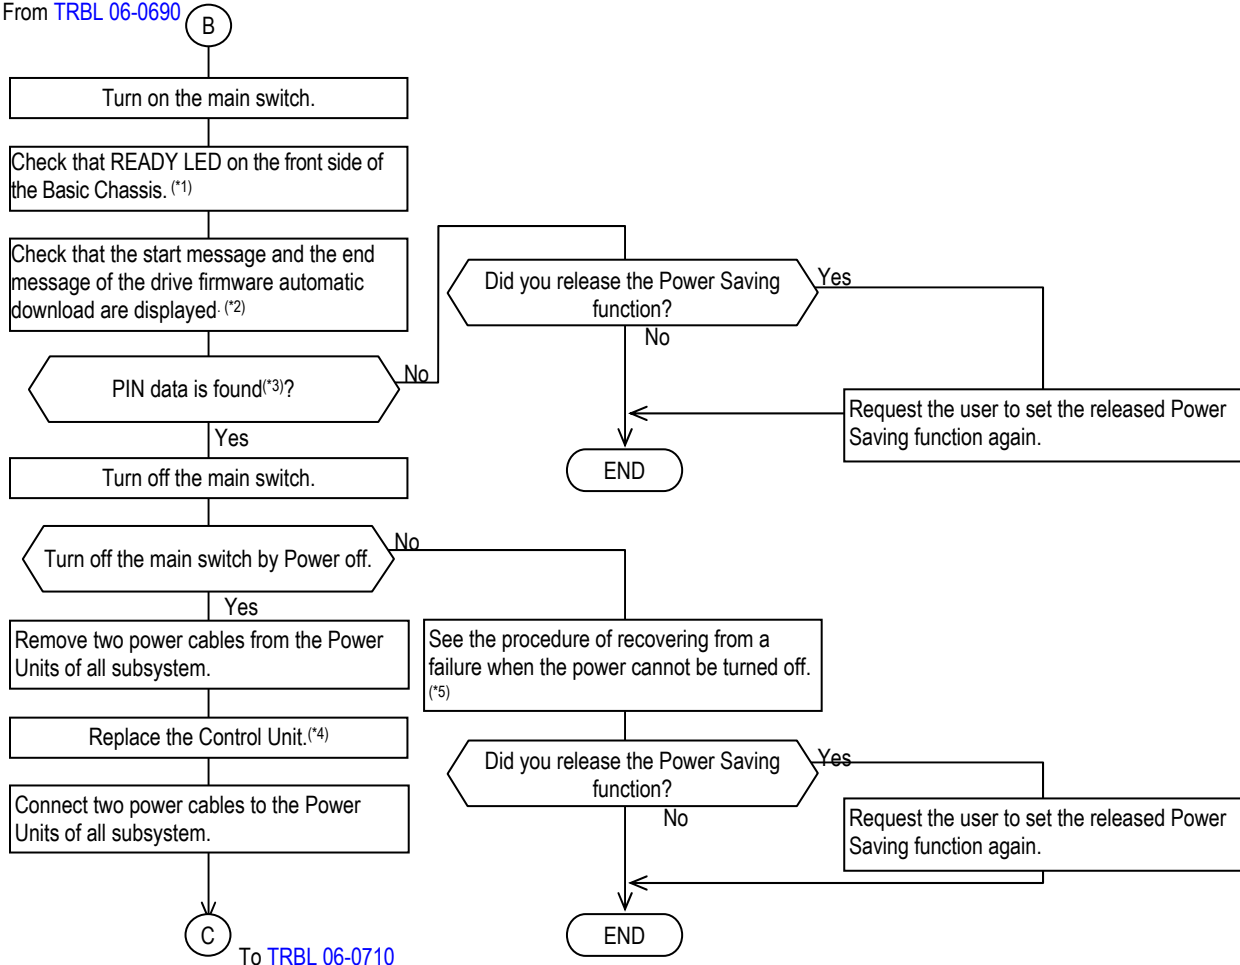 From TRBL 06-0690
B
Turn on the main switch.
Check that READY LED on the front side of
the Basic Chassis. (*1)
Check that the start message and the end
message of the drive firmware automatic
download are displayed. (*2)
PIN data is found(*3)?
No
Yes
Did you release the Power Saving
function?
Yes
No
Request the user to set the released Power
Saving function again.
END
Turn off the main switch.
Turn off the main switch by Power off.
No
Yes
Remove two power cables from the Power
Units of all subsystem.
Replace the Control Unit.(*4)
Connect two power cables to the Power
Units of all subsystem.
C
To TRBL 06-0710
See the procedure of recovering from a
failure when the power cannot be turned off.
(*5)
Did you release the Power Saving
function?
Yes
No
Request the user to set the released Power
Saving function again.
END